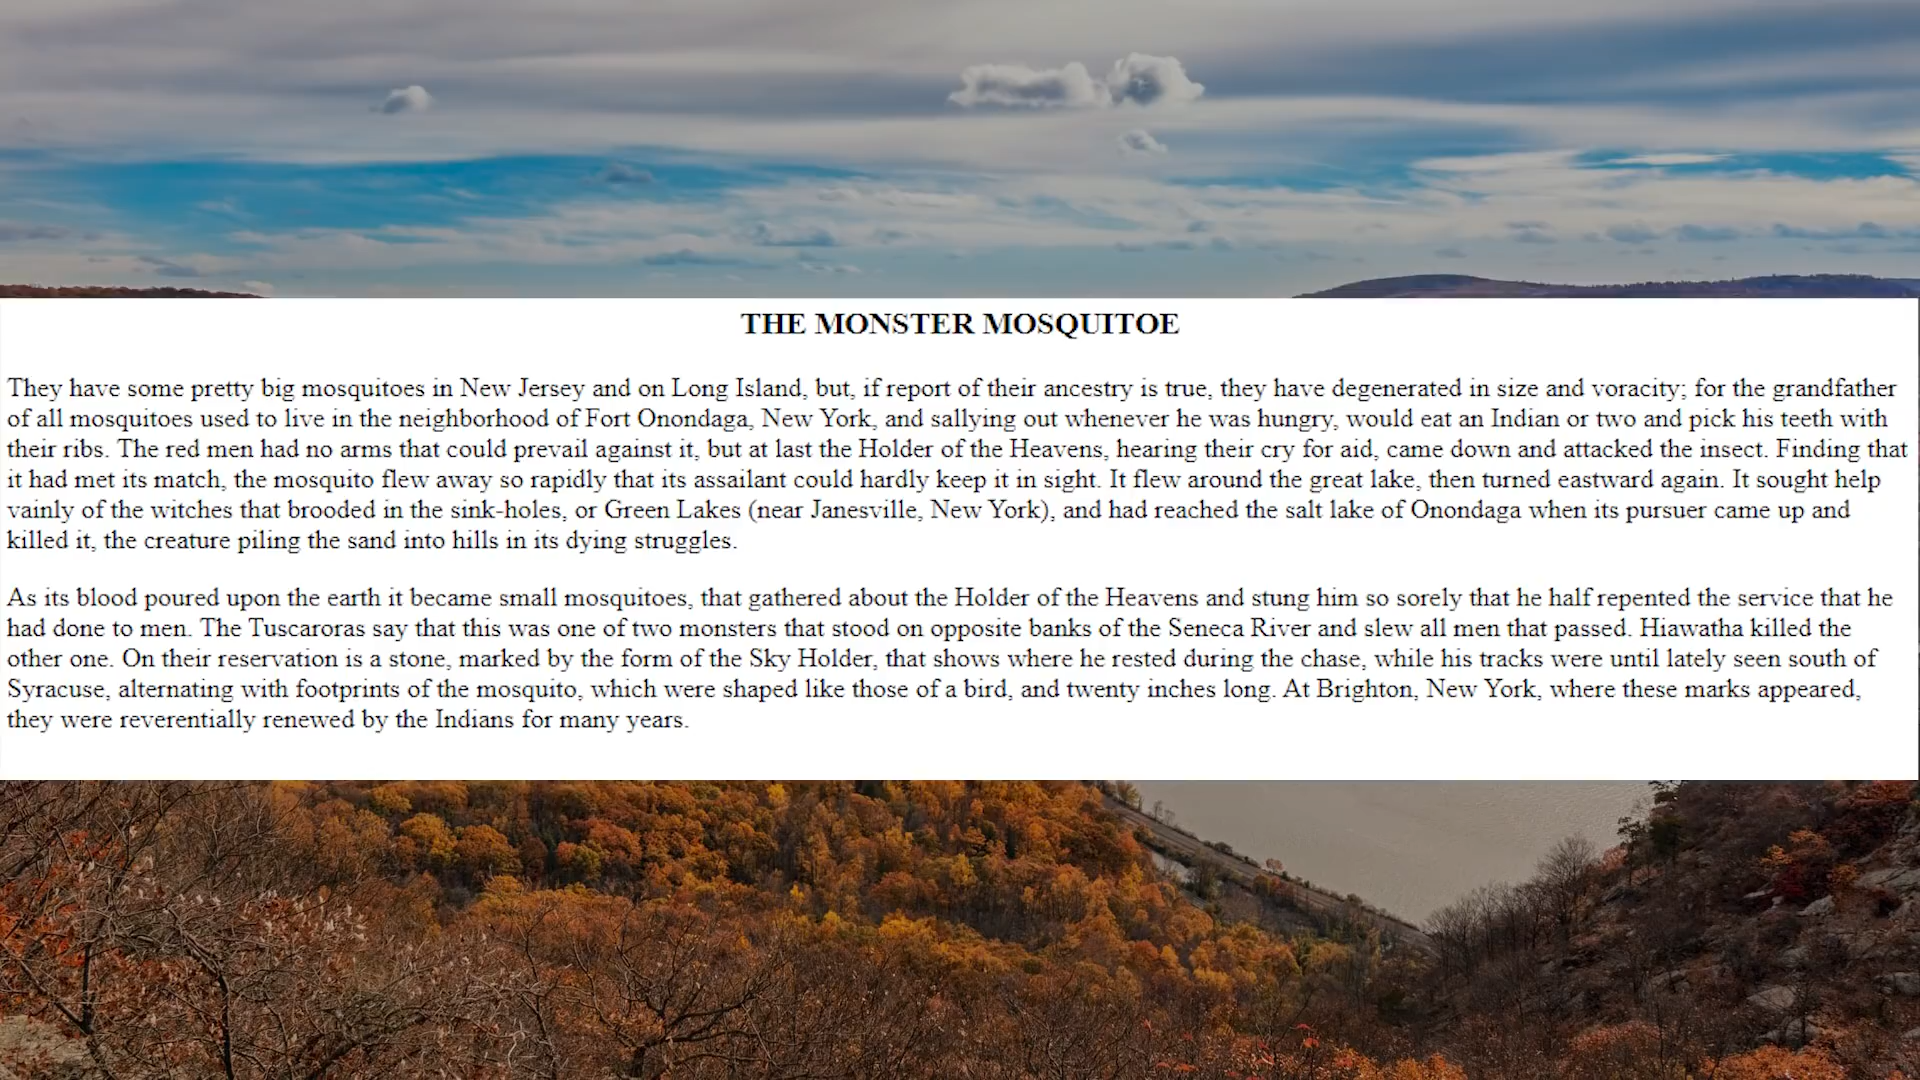 THE MONSTER MOSQUITOE
They have some pretty big mosquitoes in New Jersey and on Long Island, but, if report of their ancestry is true, they have degenerated in size and voracity; for the grandfather
of all mosquitoes used to live in the neighborhood of Fort Onondaga, New York, and sallying out whenever he was hungry, would eat an Indian or two and pick his teeth with
their ribs. The red men had no arms that could prevail against it, but at last the Holder of the Heavens, hearing their cry for aid, came down and attacked the insect. Finding that
it had met its match, the mosquito flew away so rapidly that its assailant could hardly keep it in sight. It flew around the great lake, then turned eastward again. It sought help
vainly of the witches that brooded in the sink-holes, or Green Lakes (near Janesville, New York), and had reached the salt lake of Onondaga when its pursuer came up and
killed it, the creature piling the sand into hills in its dying struggles.
As its blood poured upon the earth it became small mosquitoes, that gathered about the Holder of the Heavens and stung him so sorely that he half repented the service that he
had done to men. The Tuscaroras say that this was one of two monsters that stood on opposite banks of the Seneca River and slew all men that passed. Hiawatha killed the
other one. On their reservation is a stone, marked by the form of the Sky Holder, that shows where he rested during the chase, while his tracks were until lately seen south of
Syracuse, alternating with footprints of the mosquito, which were shaped like those of a bird, and twenty inches long. At Brighton, New York, where these marks appeared,
they were reverentially renewed by the Indians for many years.